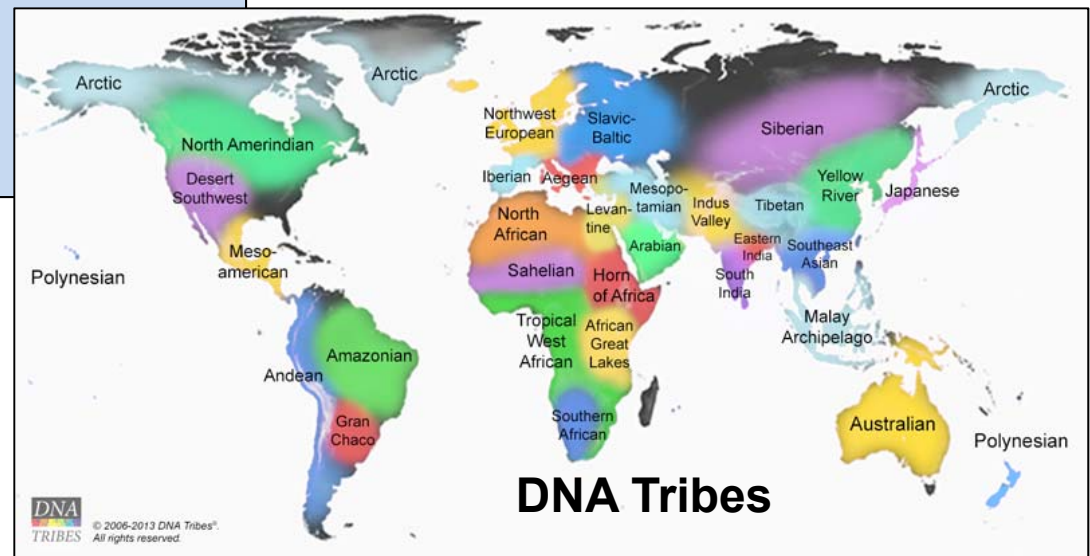 Arctic
Arctic
Arctic
North Amerindian
Desert
Southwest
Meso-
american
Polynesian
Amazonian
Andean
Gran
Chaco
Northwest
European
Slavic-
Baltic
Iberian
Aegean
Siberian
Mesopo-
tamian
Levan-
tine
Indus
Valley
Tibetan
Yellow
River
Japanese
North
African
Arabian
Eastern
India
Southeast
Asian
South
India
Sahelian
Horn
of Africa
Tropical
West
African
African
Great
Lakes
Malay
Archipelago
Southern
African
Australian
Polynesian
DNA Tribes
DNA
TRIBES
© 2006-2013 DNA Tribes®.
All rights reserved.